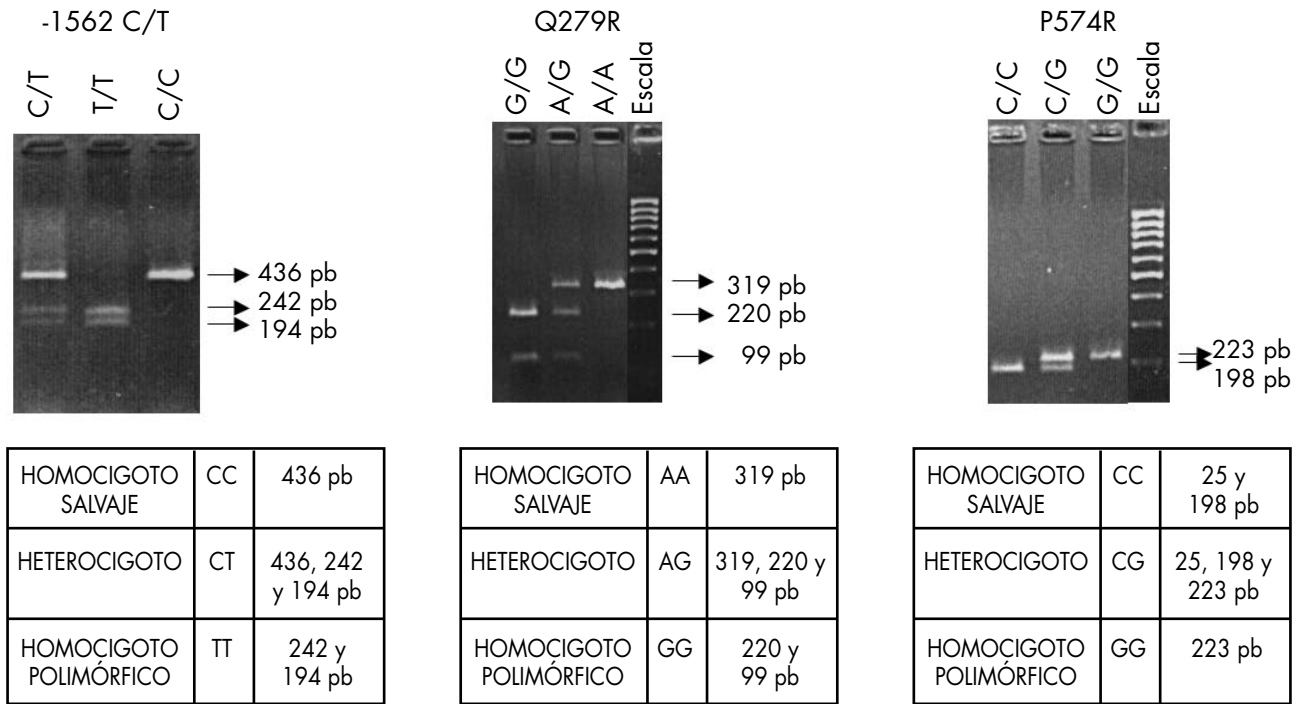 -1562 C/T
C/T
T/T
C/C
436 pb
242 pb
194 pb
HOMOCIGOTO SALVAJE CC 436 pb
HETEROCIGOTO CT 436, 242 y 194 pb
HOMOCIGOTO POLIMÓRFICO TT 242 y 194 pb
Q279R
G/G
A/G
A/A
Escala
319 pb
220 pb
99 pb
HOMOCIGOTO SALVAJE AA 319 pb
HETEROCIGOTO AG 319, 220 y 99 pb
HOMOCIGOTO POLIMÓRFICO GG 220 y 99 pb
P574R
C/C
C/G
G/G
Escala
223 pb
198 pb
HOMOCIGOTO SALVAJE CC 25 y 198 pb
HETEROCIGOTO CG 25, 198 y 223 pb
HOMOCIGOTO POLIMÓRFICO GG 223 pb